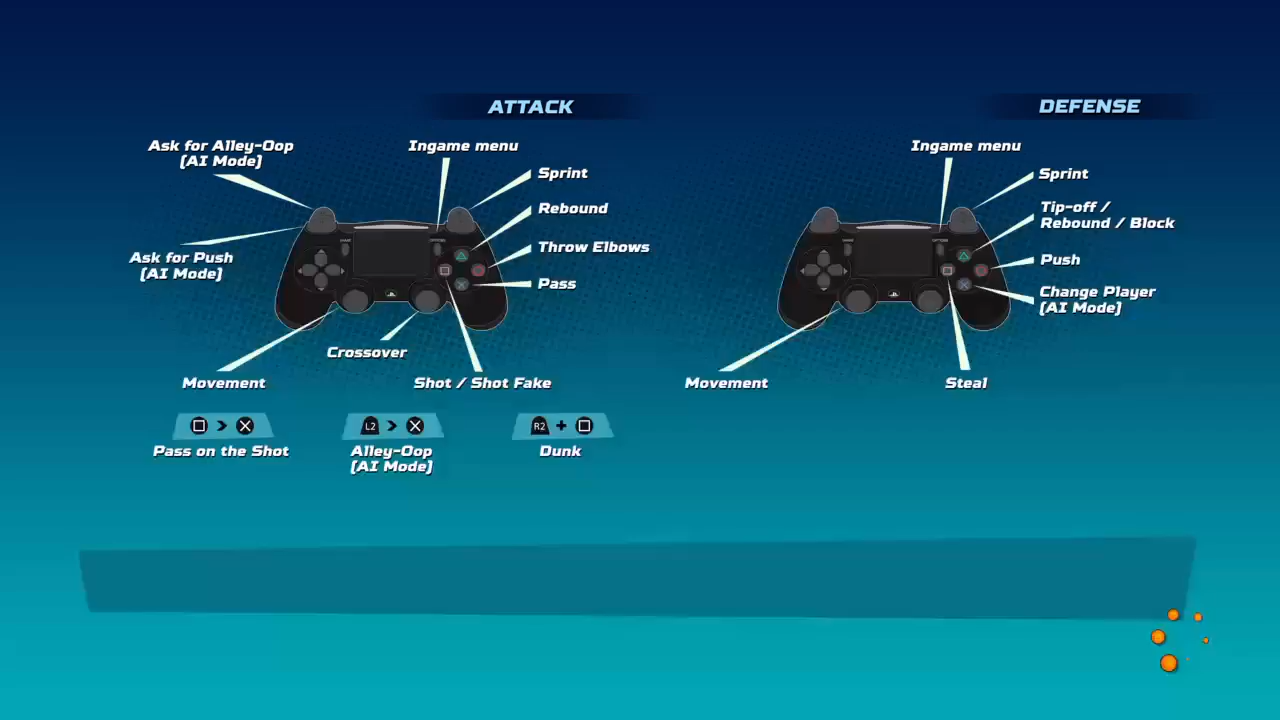 ATTACK
Ask for Alley-Oop
[AI Mode]
Ingame menu
Sprint
Rebound
Throw Elbows
Pass
Ask for Push
[AI Mode]
Crossover
Movement
Shot / Shot Fake
Pass on the Shot
L2
Alley-Oop
[AI Mode]
R2 +
Dunk
DEFENSE
Ingame menu
Sprint
Tip-off /
Rebound / Block
Push
Change Player
[AI Mode]
Movement
Steal